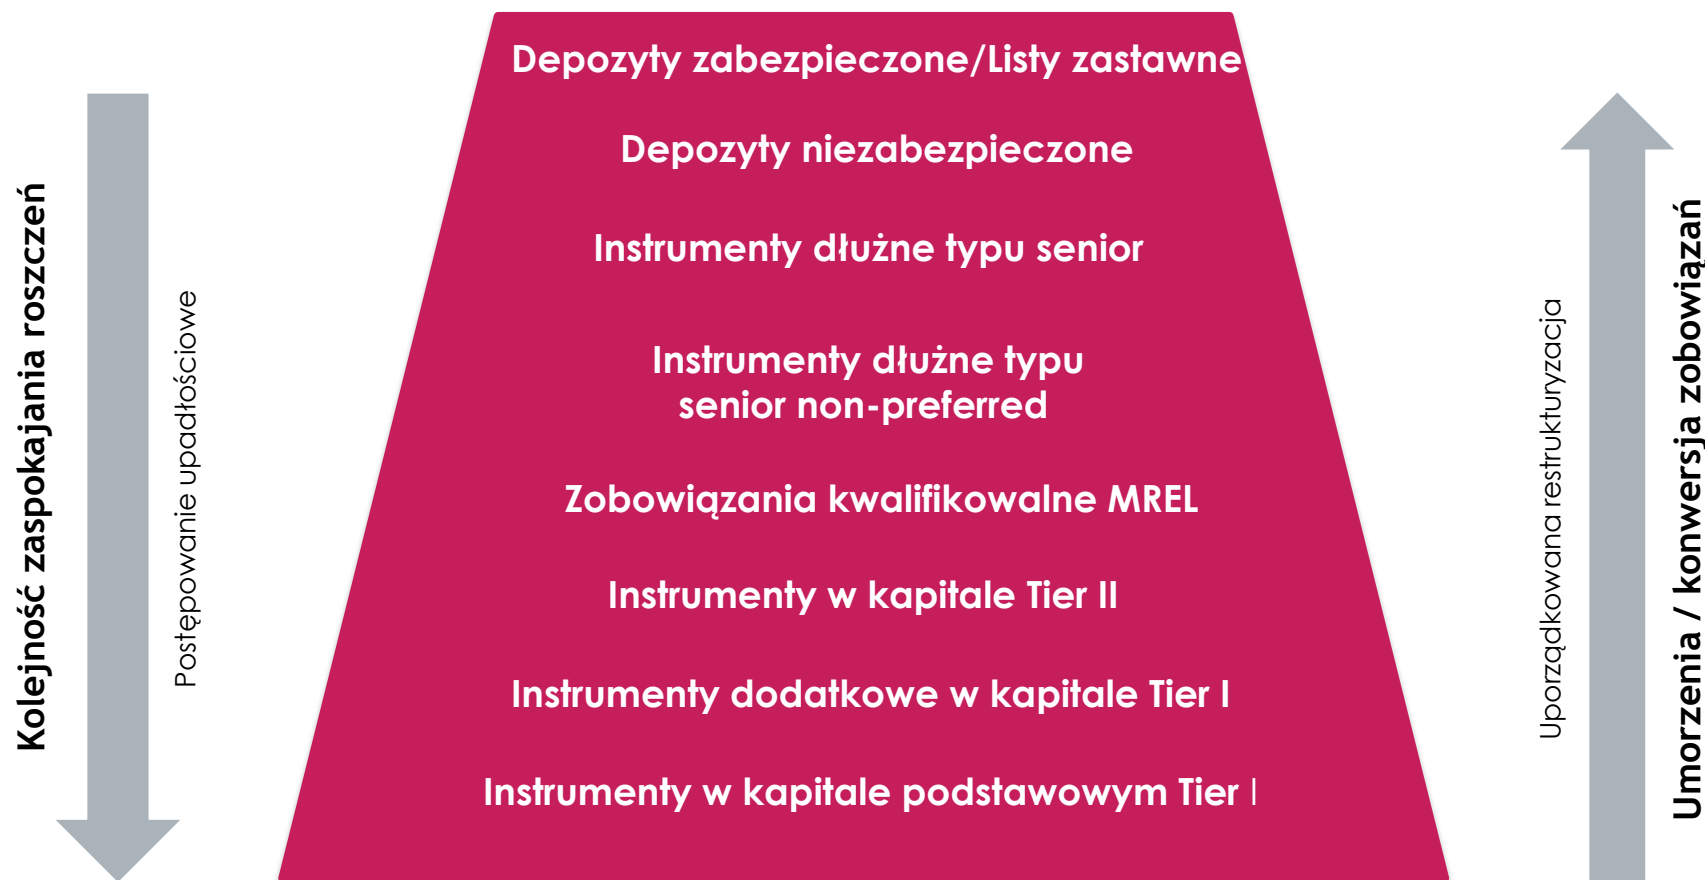 Kolejność zaspokajania roszczeń
Postępowanie upadłościowe
Depozyty zabezpieczone/Listy zastawne
Depozyty niezabezpieczone
Instrumenty dłużne typu senior
Instrumenty dłużne typu
senior non-preferred
Zobowiązania kwalifikowalne MREL
Instrumenty w kapitale Tier II
Instrumenty dodatkowe w kapitale Tier I
Instrumenty w kapitale podstawowym Tier I
Uporządkowana restrukturyzacja
Umorzenia / konwersja zobowiązań